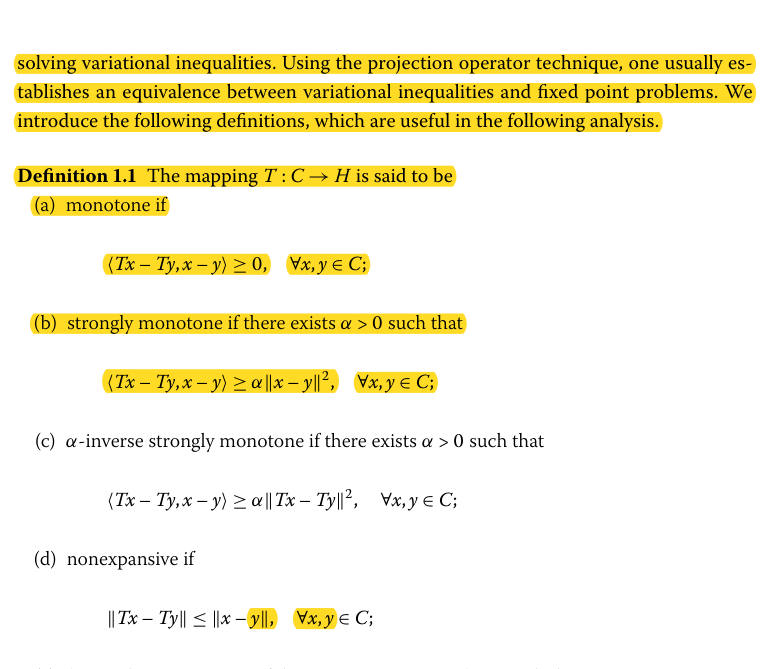 solving variational inequalities. Using the projection operator technique, one usually es-
tablishes an equivalence between variational inequalities and fixed point problems. We
introduce the following definitions, which are useful in the following analysis.
Definition 1.1 The mapping T : C → H is said to be
(a) monotone if
⟨Tx – Ty, x – y⟩ ≥ 0, ∀x, y ∈ C;
(b) strongly monotone if there exists α > 0 such that
⟨Tx – Ty, x – y⟩ ≥ α‖x – y‖², ∀x, y ∈ C;
(c) α-inverse strongly monotone if there exists α > 0 such that
⟨Tx – Ty, x – y⟩ ≥ α‖Tx – Ty‖², ∀x, y ∈ C;
(d) nonexpansive if
‖Tx – Ty‖ ≤ ‖x – y‖, ∀x, y ∈ C;